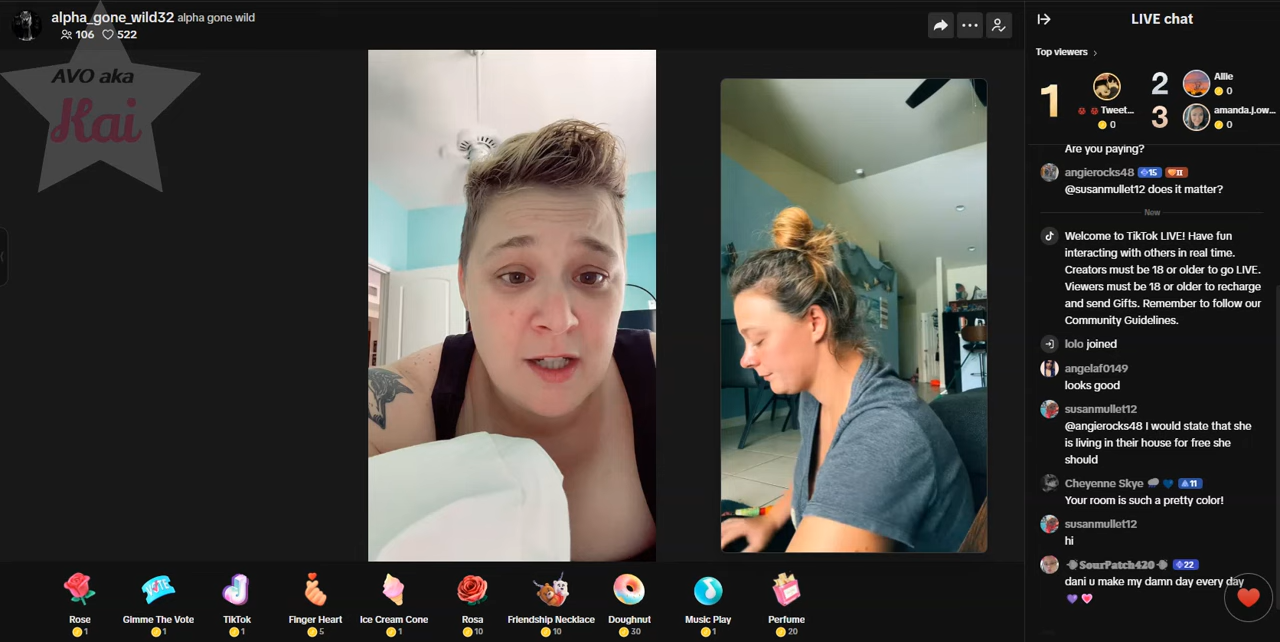 alpha_gone_wild32 alpha gone wild
106 522
AVO aka
Kai
LIVE chat
Top viewers
1
Tweet...
0
2
Allie
0
3
amanda.j.ow...
0
Are you paying?
angierocks48 15 II
@susanmullet12 does it matter?
Now
Welcome to TikTok LIVE! Have fun
interacting with others in real time.
Creators must be 18 or older to go LIVE.
Viewers must be 18 or older to recharge
and send Gifts. Remember to follow our
Community Guidelines.
lolo joined
angelaf0149
looks good
susanmullet12
@angierocks48 I would state that she
is living in their house for free she
should
Cheyenne Skye 🌧️ 💙 11
Your room is such a pretty color!
susanmullet12
hi
𝕊𝕠𝕦𝕣ℙ𝕒𝕥𝕔𝕙𝟜𝟚𝟘 22
dani u make my damn day every day
💜 💗
VOTE
Rose
1
Gimme The Vote
1
TikTok
1
Finger Heart
5
Ice Cream Cone
1
Rosa
10
Friendship Necklace
10
Doughnut
30
Music Play
1
Perfume
20